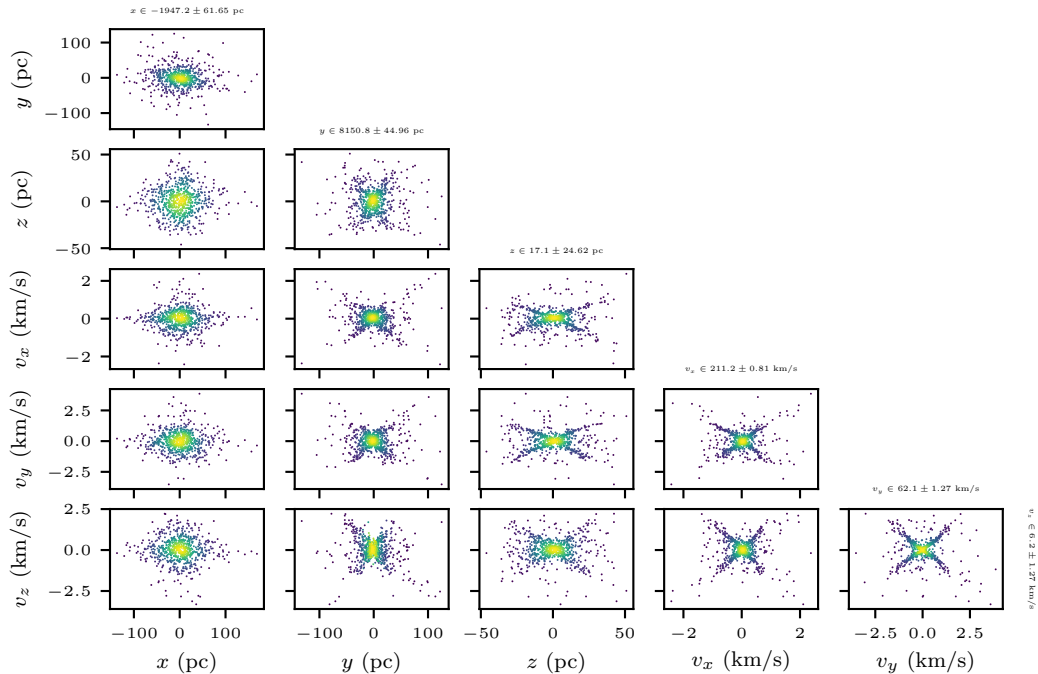 x ∈ −1947.2 ± 61.65 pc
100
0
−100
y (pc)
y ∈ 8150.8 ± 44.96 pc
50
0
−50
z (pc)
z ∈ 17.1 ± 24.62 pc
2
0
−2
v_x (km/s)
v_x ∈ 211.2 ± 0.81 km/s
2.5
0.0
−2.5
v_y (km/s)
v_y ∈ 62.1 ± 1.27 km/s
2.5
0.0
−2.5
v_z (km/s)
v_z ∈ 6.2 ± 1.27 km/s
−100 0 100
−100 0 100
−50 0 50
−2 0 2
−2.5 0.0 2.5
x (pc)
y (pc)
z (pc)
v_x (km/s)
v_y (km/s)